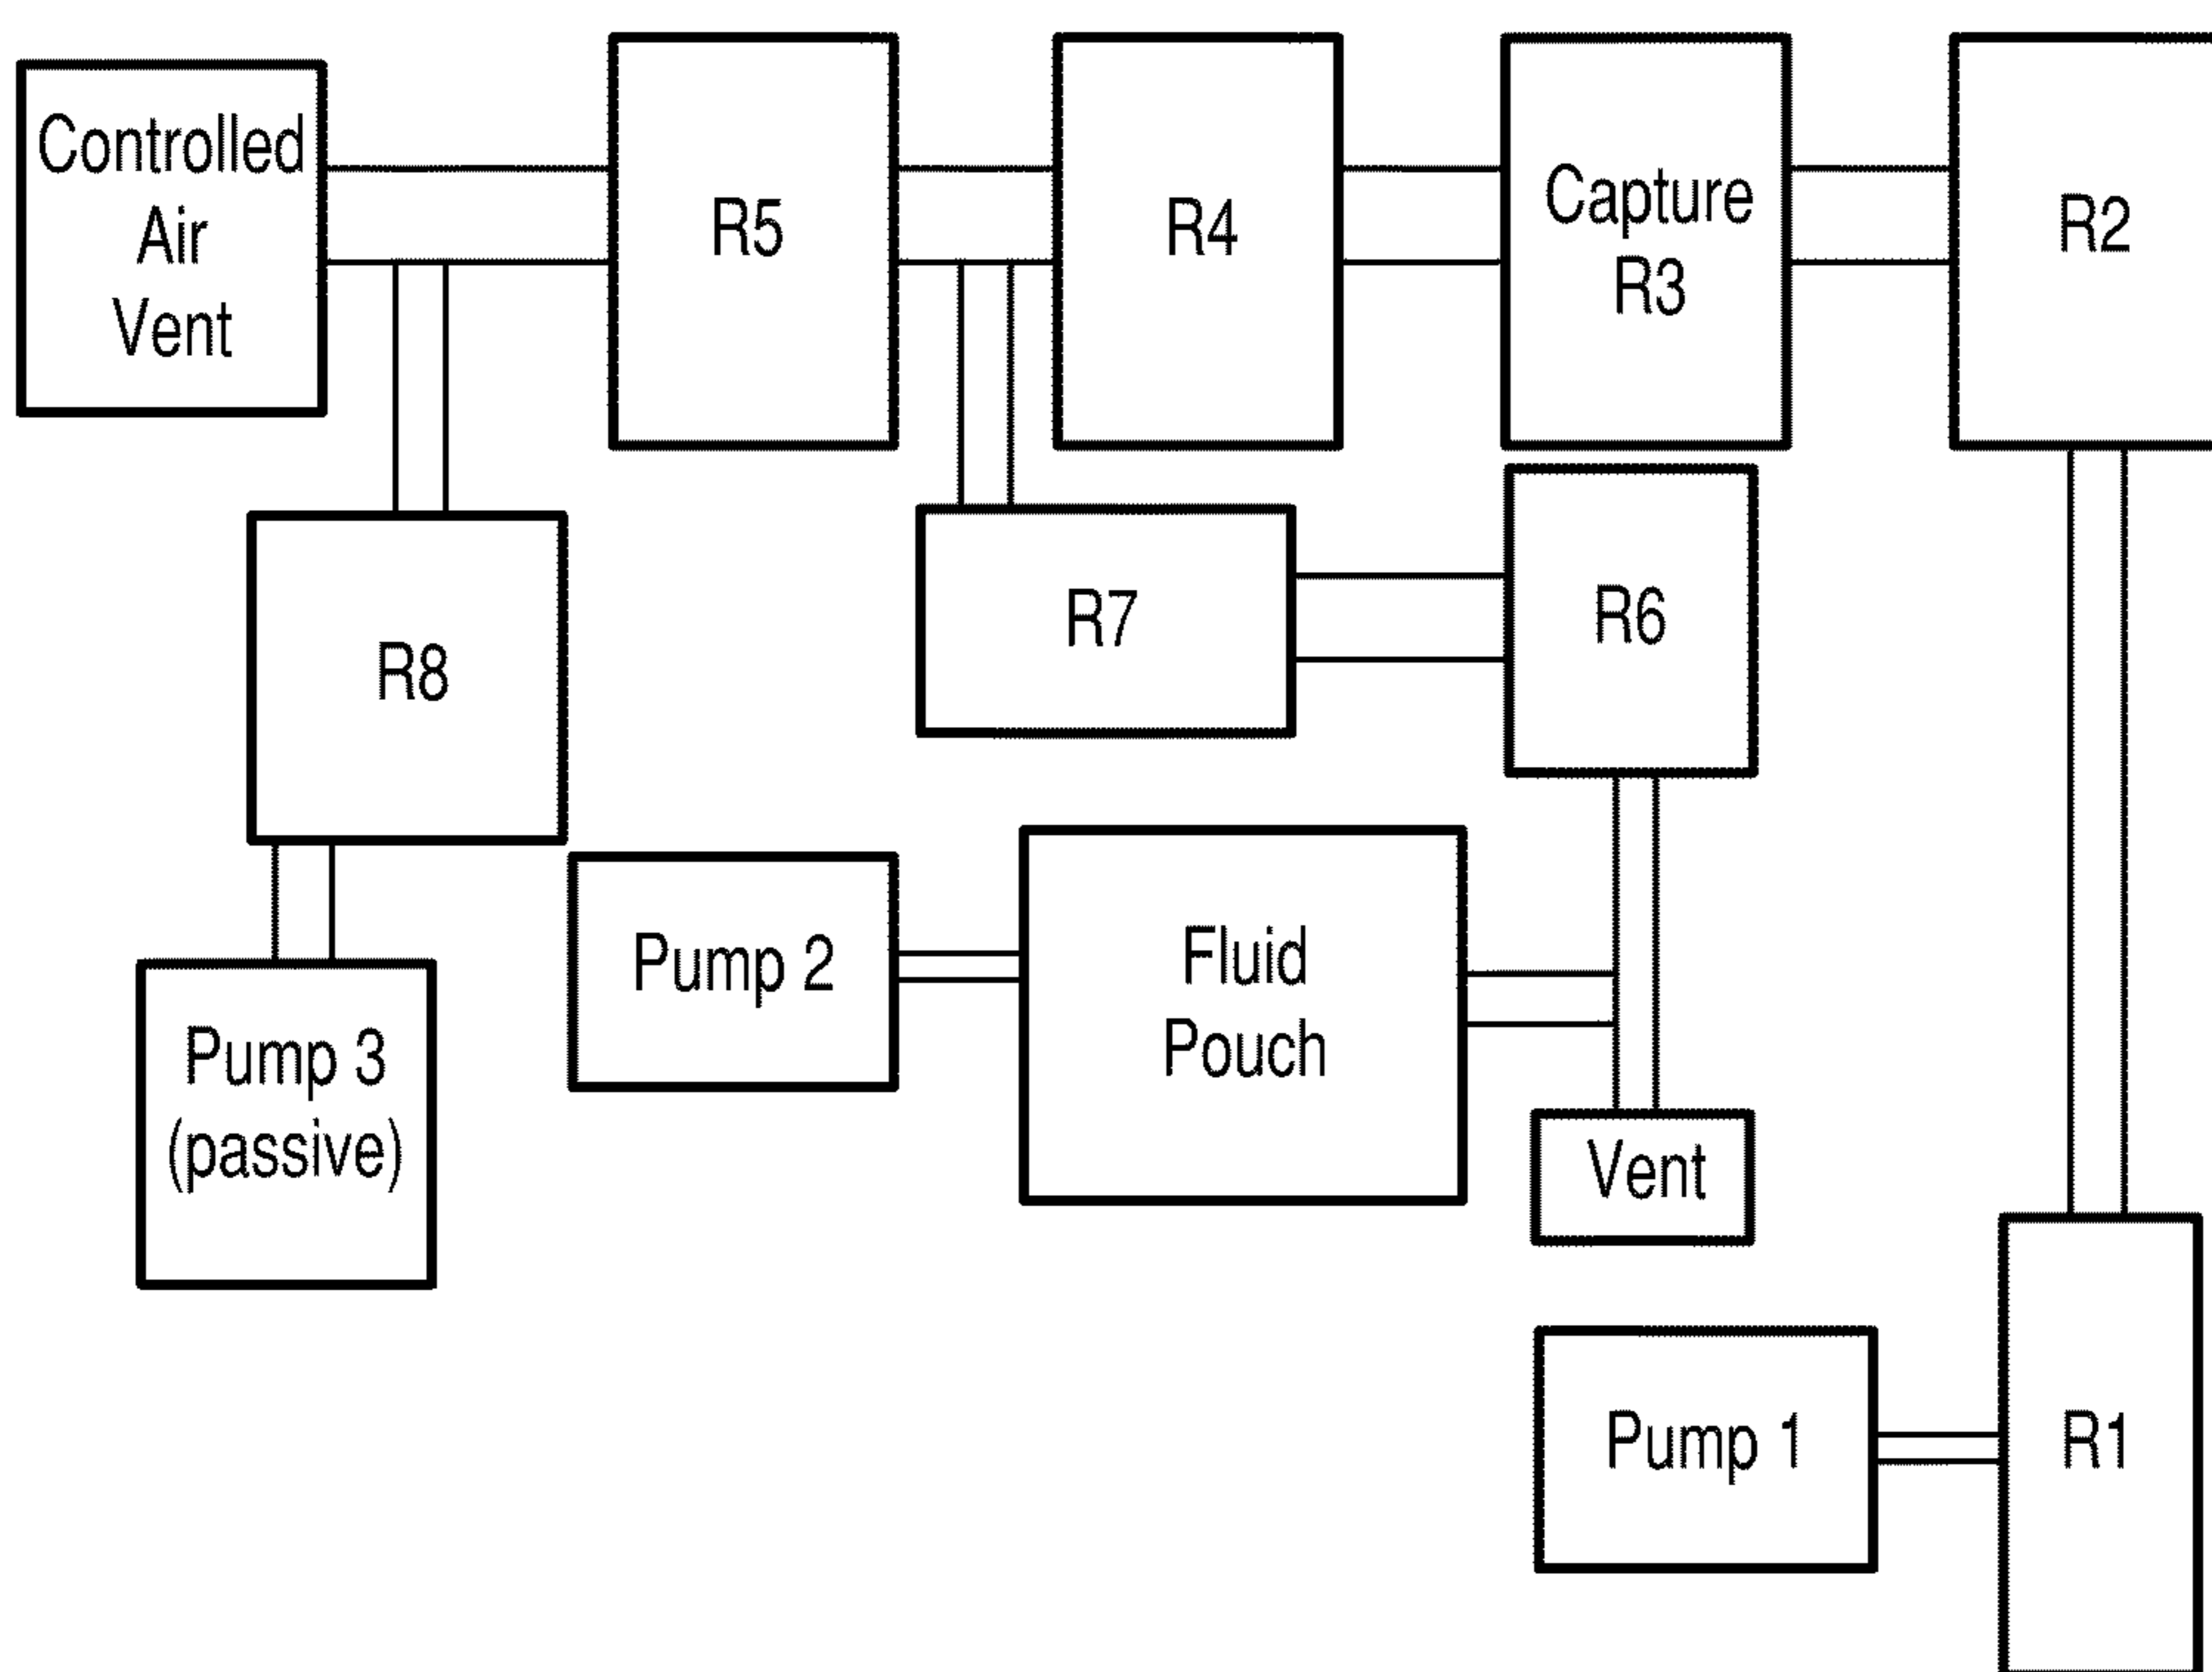 Controlled
Air
Vent
R5
R4
Capture
R3
R2
R8
R7
R6
Pump 3
(passive)
Pump 2
Fluid
Pouch
Vent
Pump 1
R1